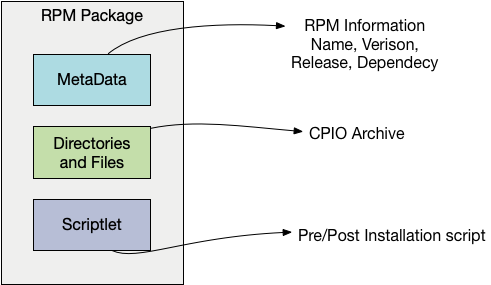 RPM Package
MetaData
RPM Information
Name, Verison,
Release, Dependecy
Directories
and Files
CPIO Archive
Scriptlet
Pre/Post Installation script